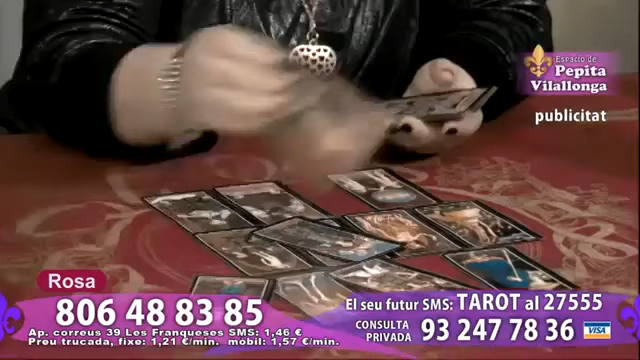 Espacio de
Pepita
Vilallonga
publicitat
Rosa
806 48 83 85
Ap. correus 39 Les Franqueses SMS: 1,46 €
Preu trucada, fixe: 1,21 €/min. mòbil: 1,57 €/min.
El seu futur SMS: TAROT al 27555
CONSULTA
PRIVADA
93 247 78 36
VISA